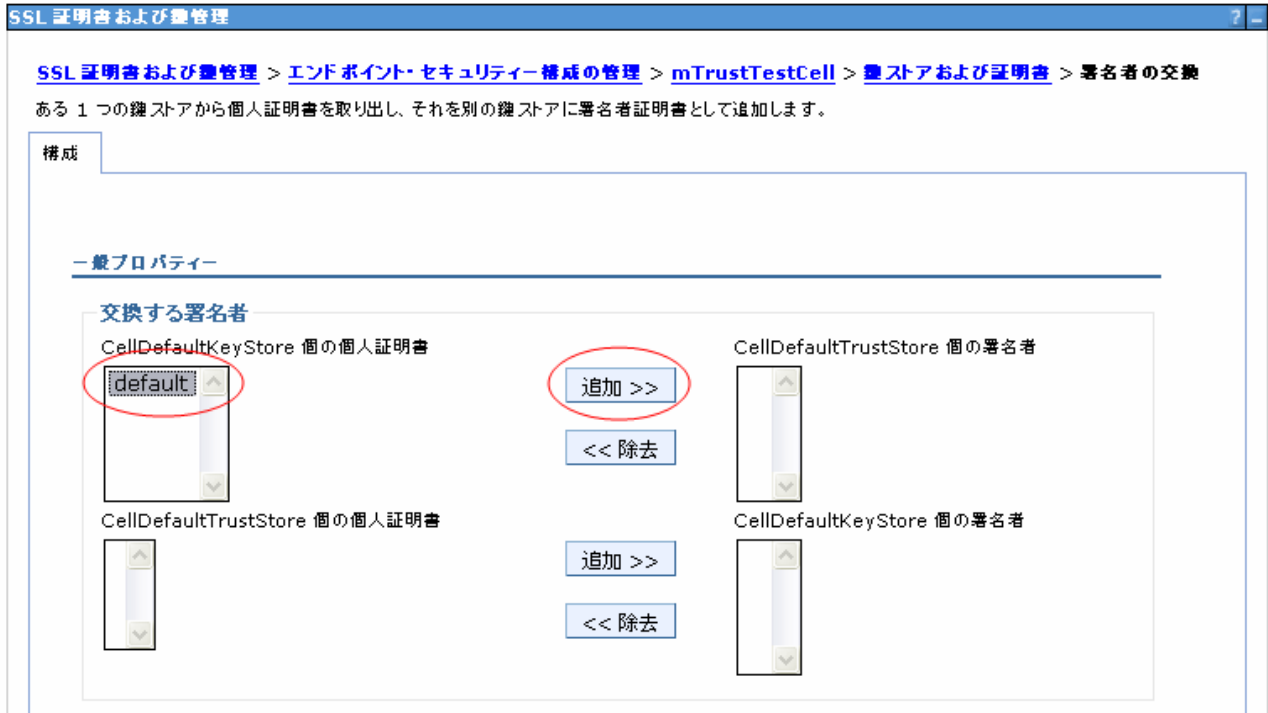 SSL 証明書および鍵管理 ? -
SSL 証明書および鍵管理 > エンドポイント・セキュリティー構成の管理 > mTrustTestCell > 鍵ストアおよび証明書 > 署名者の交換
ある 1 つの鍵ストアから個人証明書を取り出し、それを別の鍵ストアに署名者証明書として追加します。
構成
一般プロパティー
交換する署名者
CellDefaultKeyStore 個の個人証明書
CellDefaultTrustStore 個の署名者
default
追加 >>
<< 除去
CellDefaultTrustStore 個の個人証明書
CellDefaultKeyStore 個の署名者
追加 >>
<< 除去